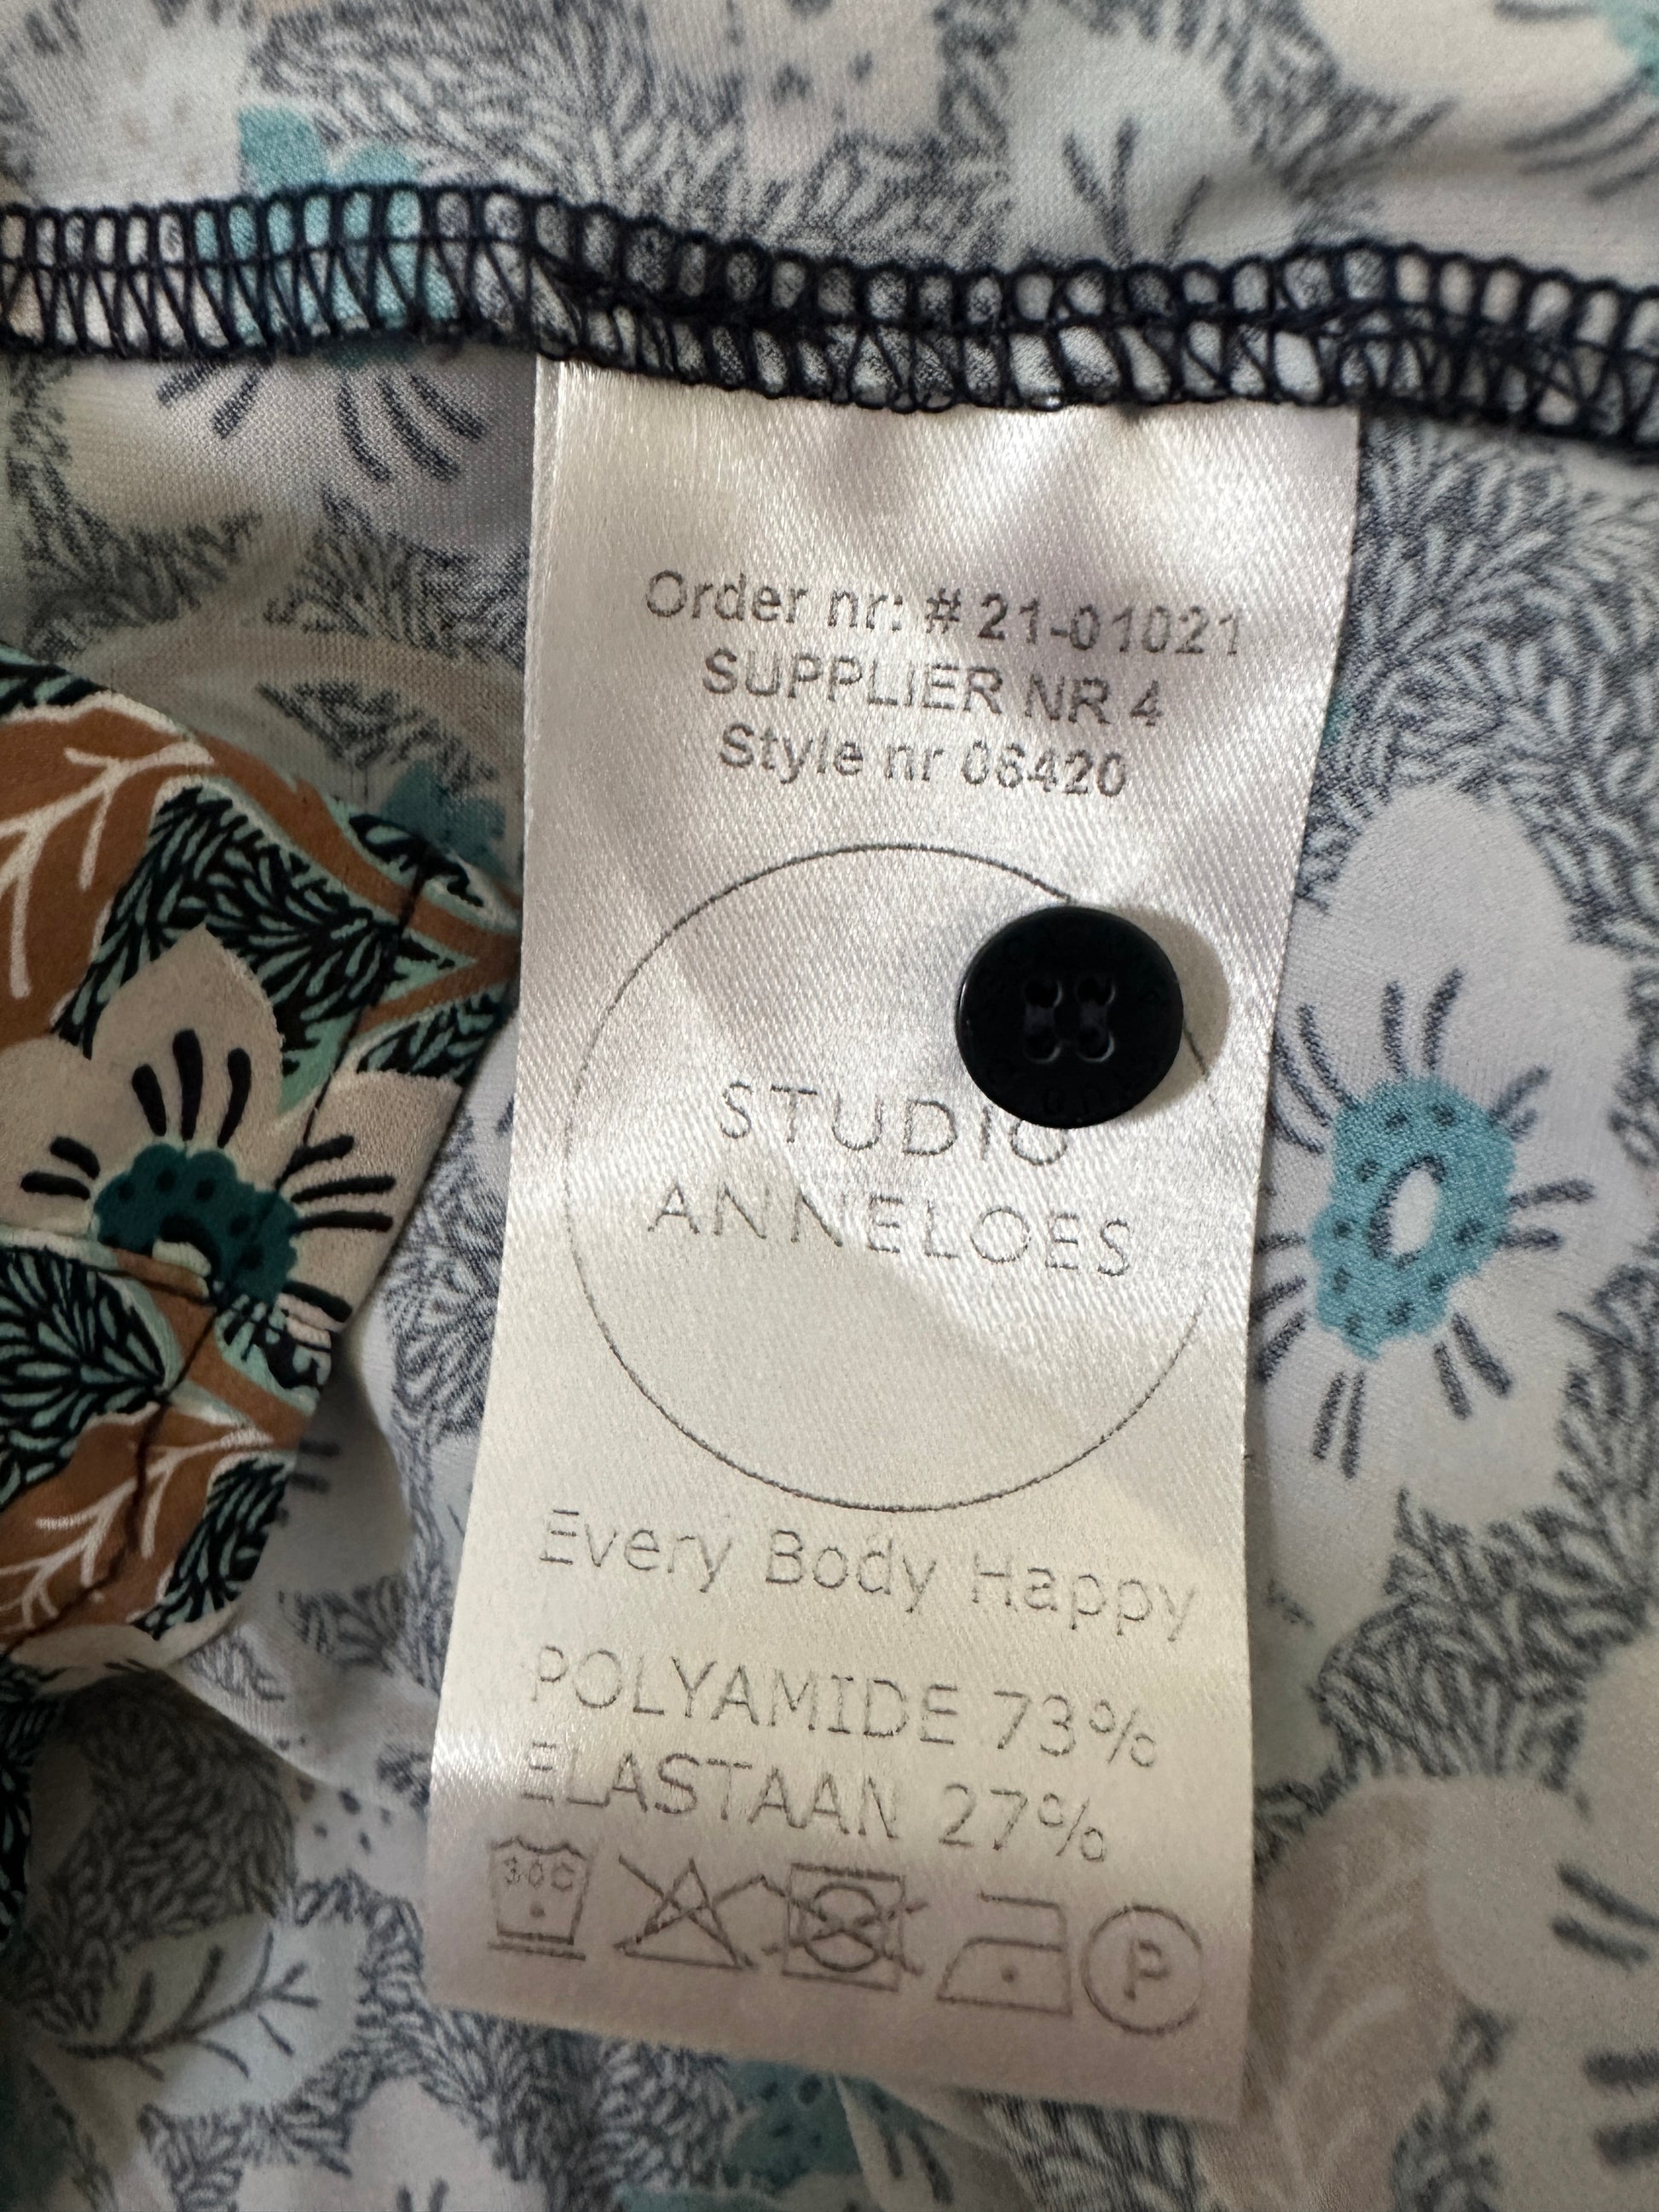 Order nr: # 21-01021
SUPPLIER NR 4
Style nr 06420
STUDIO
ANNELOES
Every Body Happy
POLYAMIDE 73%
ELASTAAN 27%
30C
P